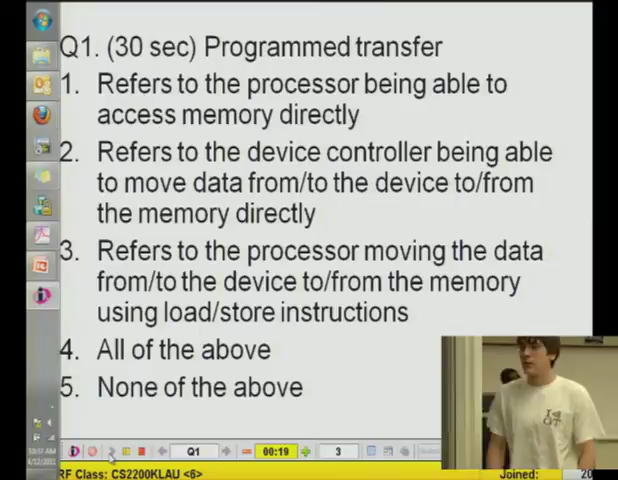 Q1. (30 sec) Programmed transfer
1. Refers to the processor being able to
access memory directly
2. Refers to the device controller being able
to move data from/to the device to/from
the memory directly
3. Refers to the processor moving the data
from/to the device to/from the memory
using load/store instructions
4. All of the above
5. None of the above
Q1
00:19
3
RF Class: CS2200KLAU <6>
Joined: